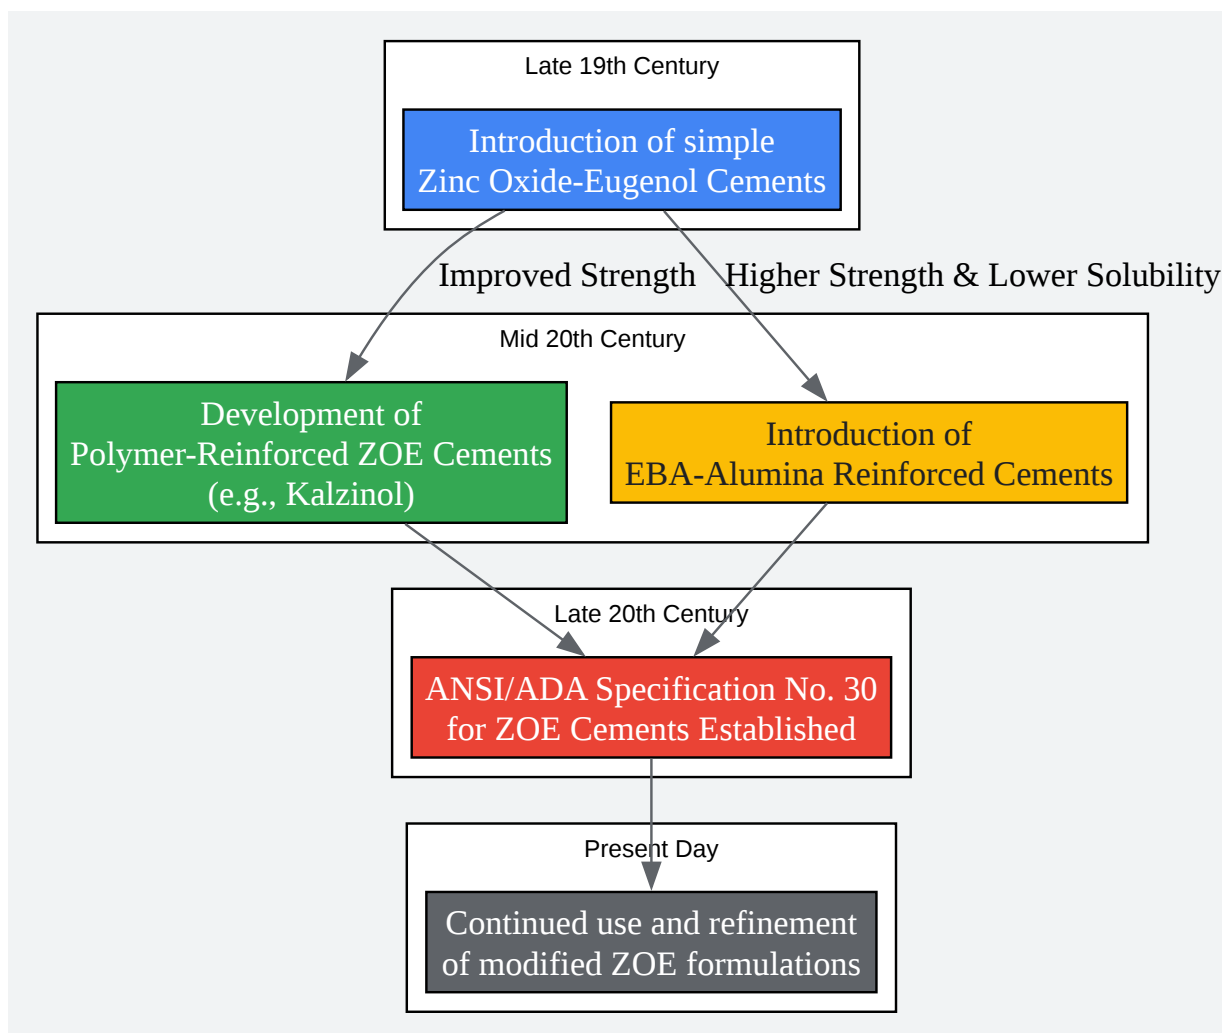 Late 19th Century
Introduction of simple
Zinc Oxide-Eugenol Cements
Improved Strength
Higher Strength & Lower Solubility
Mid 20th Century
Development of
Polymer-Reinforced ZOE Cements
(e.g., Kalzinol)
Introduction of
EBA-Alumina Reinforced Cements
Late 20th Century
ANSI/ADA Specification No. 30
for ZOE Cements Established
Present Day
Continued use and refinement
of modified ZOE formulations